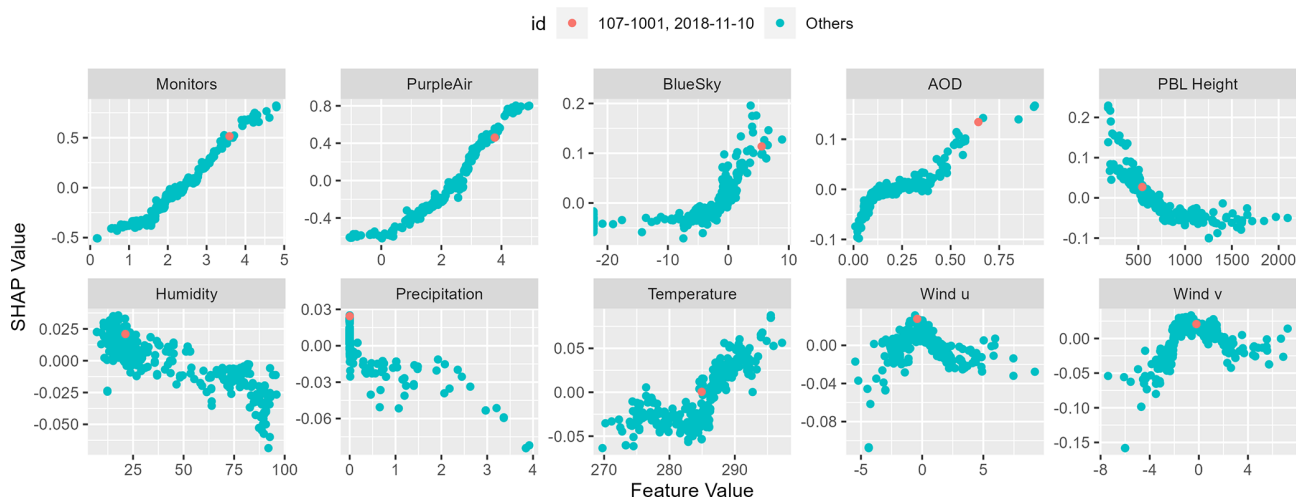 id 107-1001, 2018-11-10 Others
SHAP Value
Monitors PurpleAir BlueSky AOD PBL Height
0.5 0.0 -0.5
0 1 2 3 4 5
0.8 0.4 0.0 -0.4
0 2 4
0.2 0.1 0.0
-20 -10 0 10
0.1 0.0 -0.1
0.00 0.25 0.50 0.75
0.2 0.1 0.0 -0.1
500 1000 1500 2000
Humidity Precipitation Temperature Wind u Wind v
0.025 0.000 -0.025 -0.050
25 50 75 100
0.03 0.00 -0.03 -0.06
0 1 2 3 4
0.05 0.00 -0.05
270 280 290
0.00 -0.04 -0.08
-5 0 5
0.00 -0.05 -0.10 -0.15
-8 -4 0 4
Feature Value